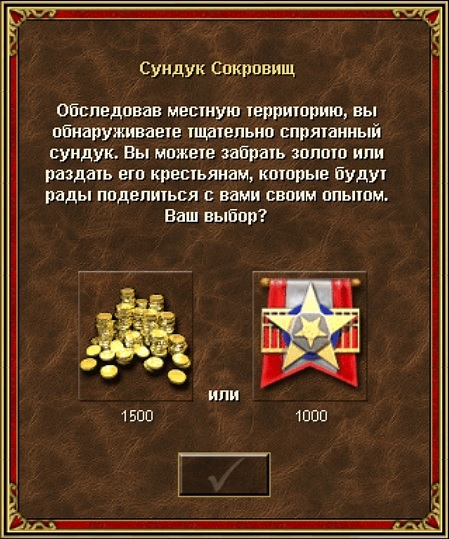 Сундук Сокровищ
Обследовав местную территорию, вы
обнаруживаете тщательно спрятанный
сундук. Вы можете забрать золото или
раздать его крестьянам, которые будут
рады поделиться с вами своим опытом.
Ваш выбор?
или
1500
1000